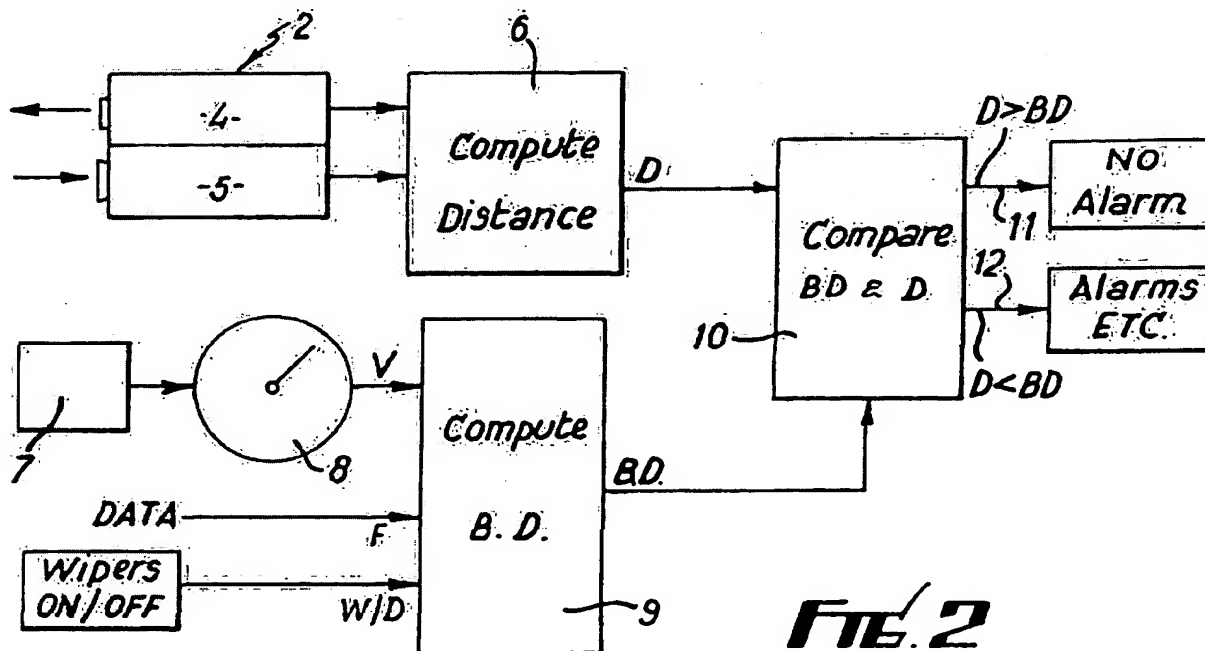 2
6
-4-
-5-
Compute
Distance
D
D>BD
NO
Alarm
11
Compare
BD & D
10
12
Alarms
ETC.
D<BD
7
8
V
Compute
B. D.
B.D.
DATA
F
Wipers
ON/OFF
W/D
9
FIG. 2